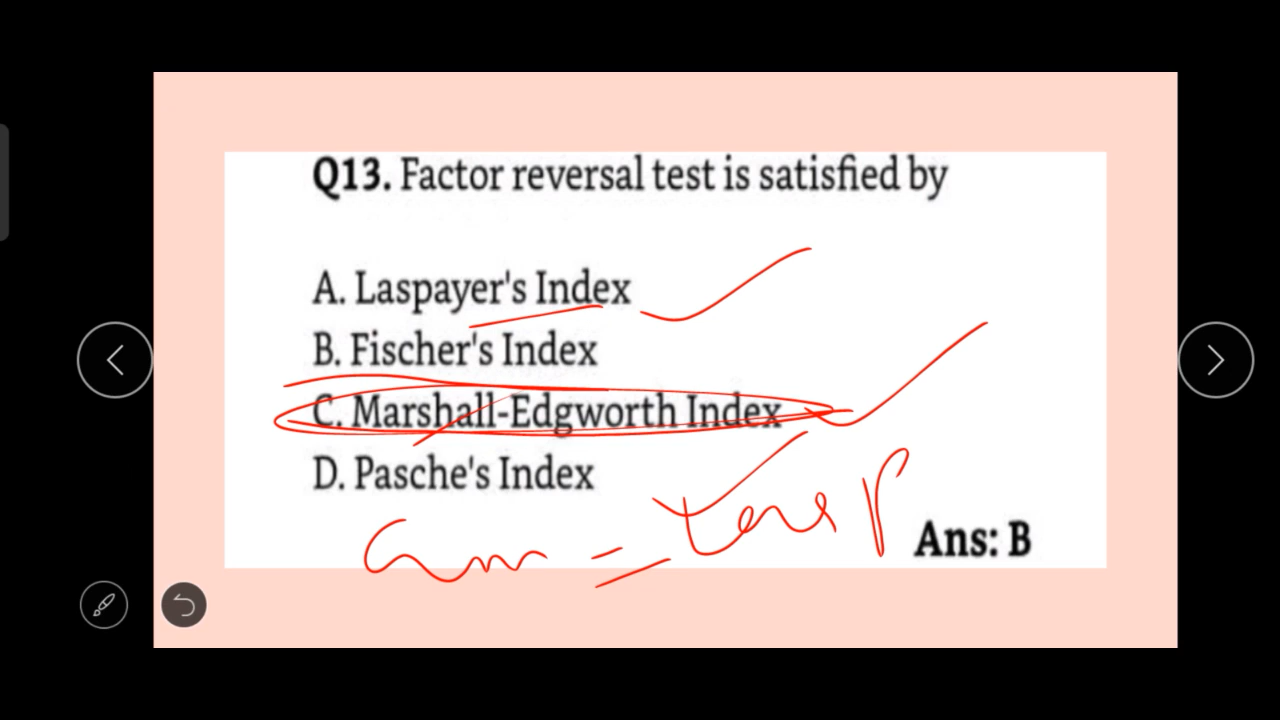 Q13. Factor reversal test is satisfied by
A. Laspayer's Index
B. Fischer's Index
C. Marshall-Edgworth Index
D. Pasche's Index
Ans: B